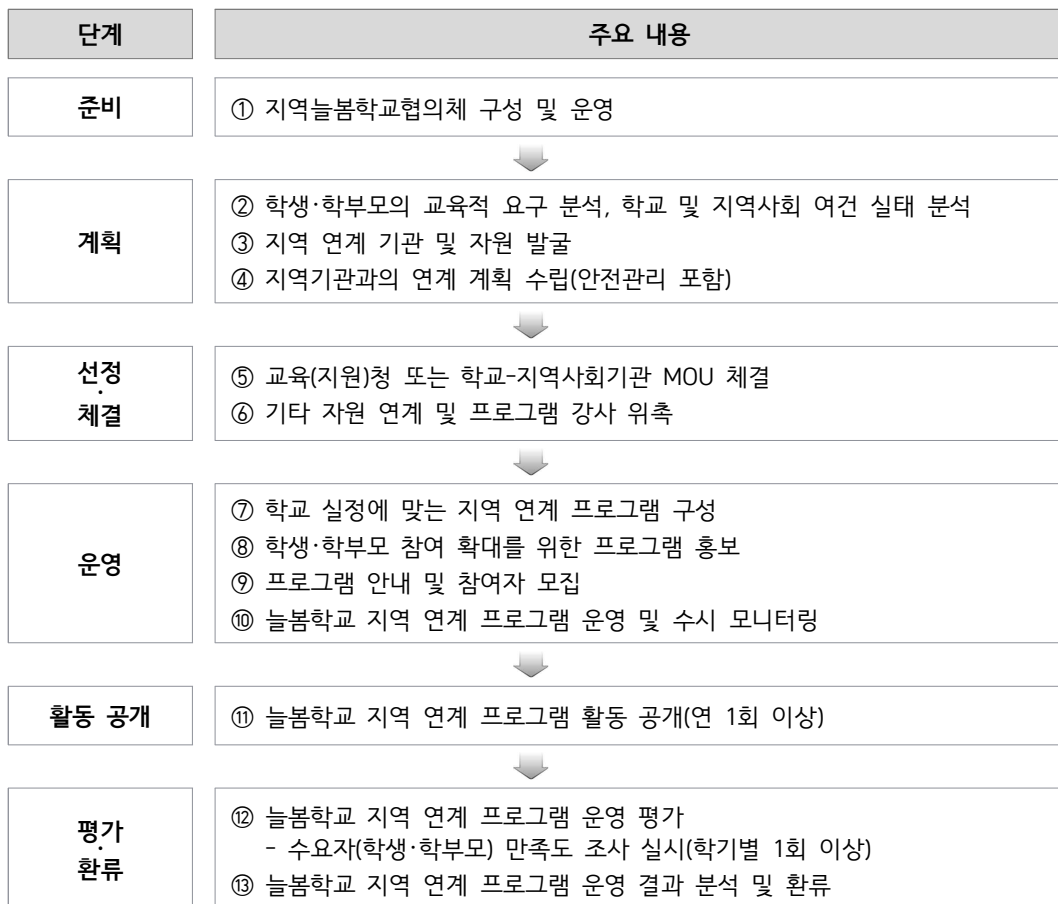 단계
주요 내용
준비
① 지역늘봄학교협의체 구성 및 운영
계획
② 학생·학부모의 교육적 요구 분석, 학교 및 지역사회 여건 실태 분석
③ 지역 연계 기관 및 자원 발굴
④ 지역기관과의 연계 계획 수립(안전관리 포함)
선정
·
체결
⑤ 교육(지원)청 또는 학교-지역사회기관 MOU 체결
⑥ 기타 자원 연계 및 프로그램 강사 위촉
운영
⑦ 학교 실정에 맞는 지역 연계 프로그램 구성
⑧ 학생·학부모 참여 확대를 위한 프로그램 홍보
⑨ 프로그램 안내 및 참여자 모집
⑩ 늘봄학교 지역 연계 프로그램 운영 및 수시 모니터링
활동 공개
⑪ 늘봄학교 지역 연계 프로그램 활동 공개(연 1회 이상)
평가
·
환류
⑫ 늘봄학교 지역 연계 프로그램 운영 평가
- 수요자(학생·학부모) 만족도 조사 실시(학기별 1회 이상)
⑬ 늘봄학교 지역 연계 프로그램 운영 결과 분석 및 환류